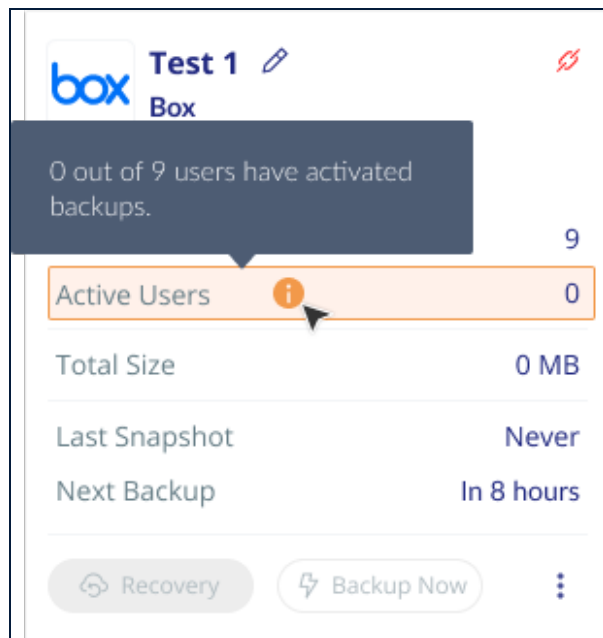 box
Test 1
Box
0 out of 9 users have activated
backups.
9
Active Users
0
Total Size
0 MB
Last Snapshot
Never
Next Backup
In 8 hours
Recovery
Backup Now